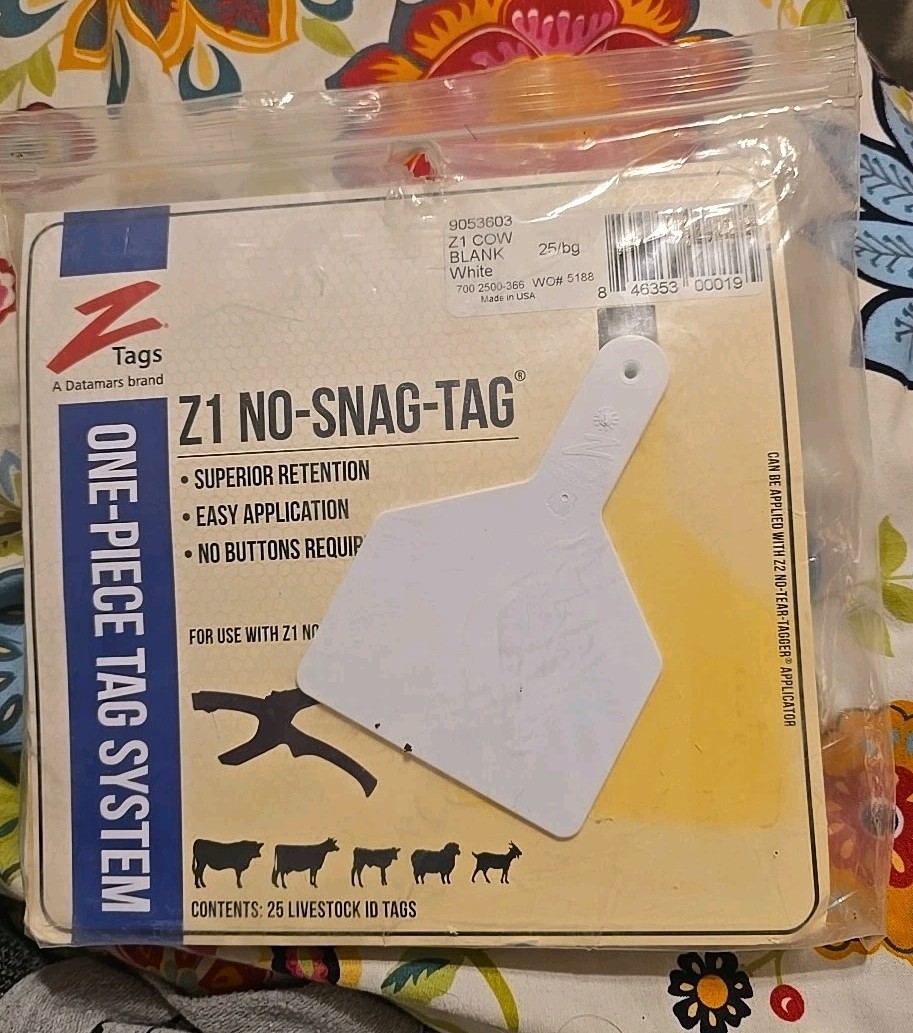 9053603
Z1 COW
BLANK 25/bg
White
700 2500-366 WO# 5188
Made in USA
8 46353 00019
Z
Tags
A Datamars brand
Z1 NO-SNAG-TAG®
• SUPERIOR RETENTION
• EASY APPLICATION
• NO BUTTONS REQUIR
FOR USE WITH Z1 NO
ONE-PIECE TAG SYSTEM
CAN BE APPLIED WITH Z2 NO-TEAR-TAGGER® APPLICATOR
CONTENTS: 25 LIVESTOCK ID TAGS